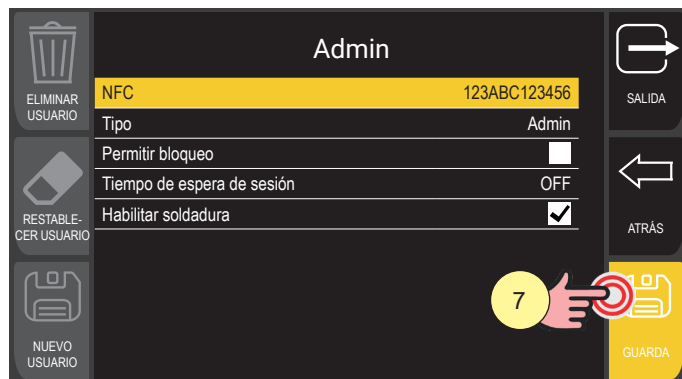 Admin
ELIMINAR
USUARIO
RESTABLE-
CER USUARIO
NUEVO
USUARIO
NFC 123ABC123456
Tipo Admin
Permitir bloqueo
Tiempo de espera de sesión OFF
Habilitar soldadura
7
SALIDA
ATRÁS
GUARDA